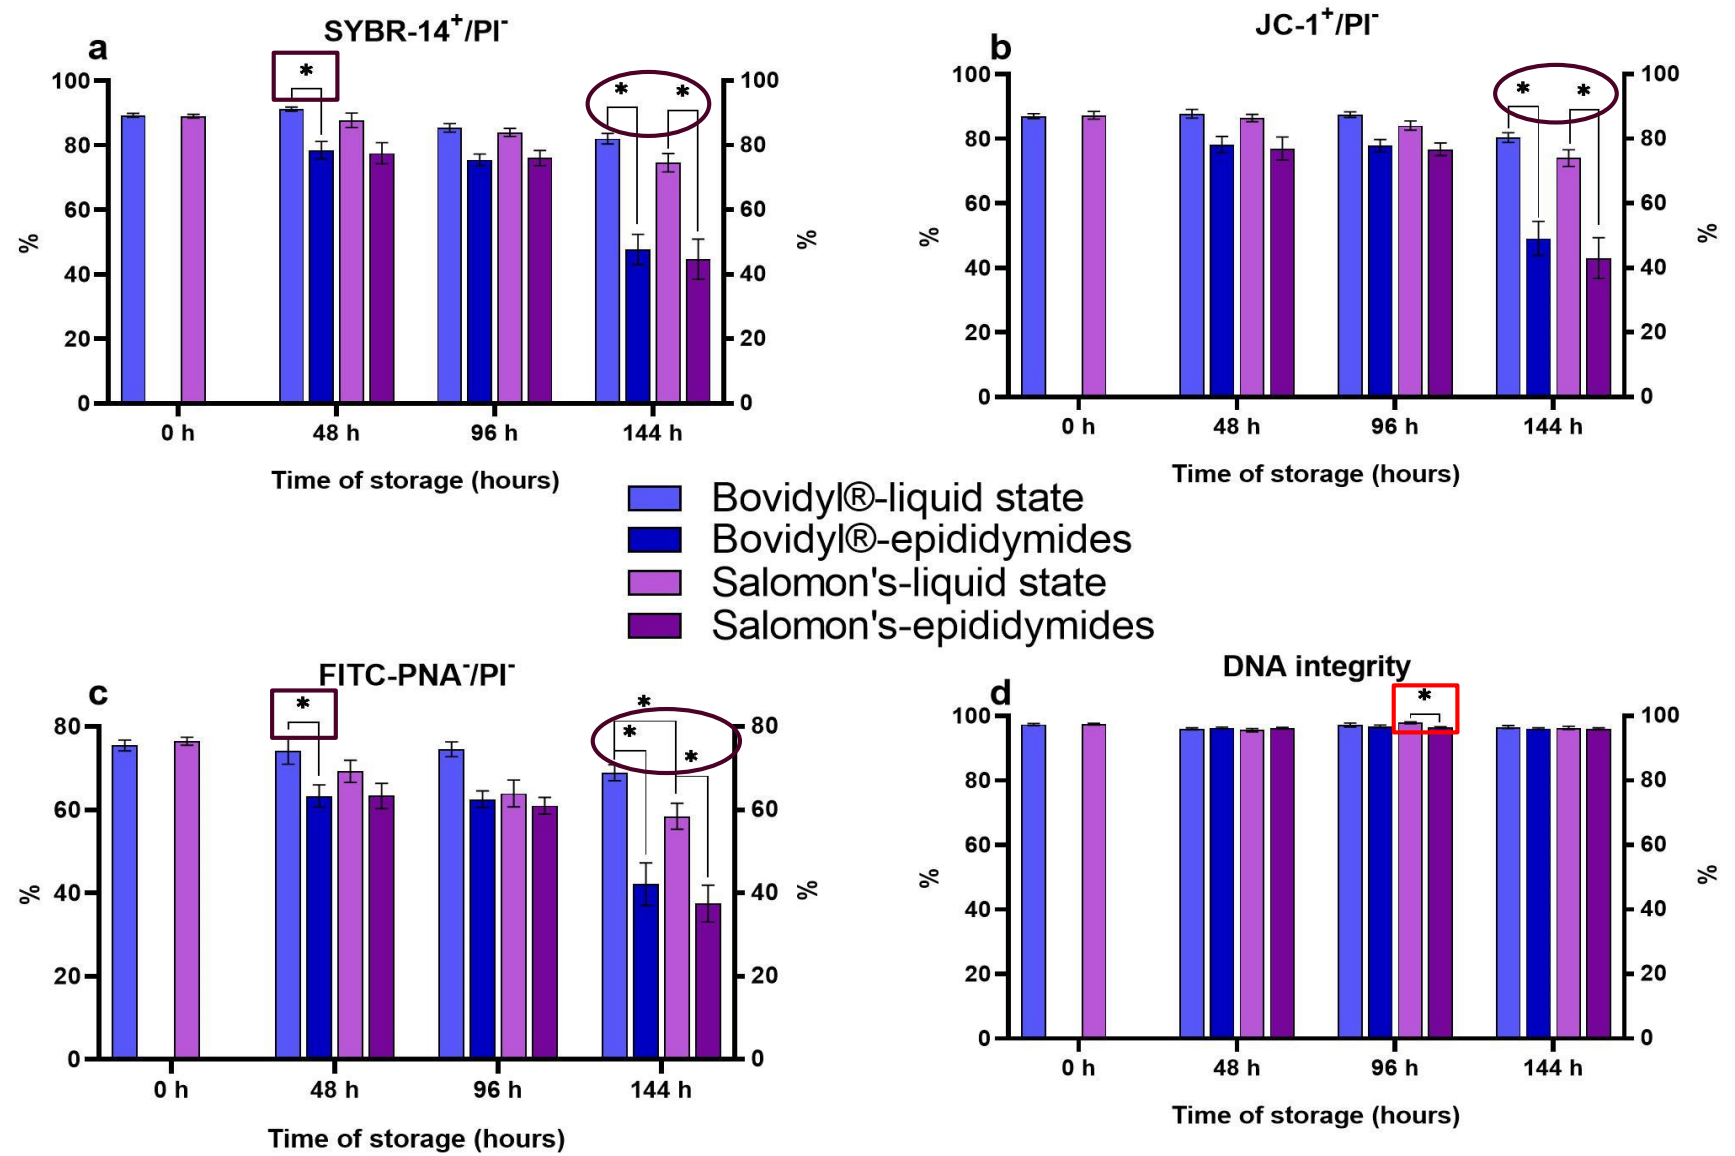 a
SYBR-14+/PI-
*
*
*
100
80
60
40
20
0
%
100
80
60
40
20
0
%
0 h
48 h
96 h
144 h
Time of storage (hours)
b
JC-1+/PI-
*
*
100
80
60
40
20
0
%
100
80
60
40
20
0
%
0 h
48 h
96 h
144 h
Time of storage (hours)
Bovidyl®-liquid state
Bovidyl®-epididymides
Salomon's-liquid state
Salomon's-epididymides
c
FITC-PNA-/PI-
*
*
*
*
80
60
40
20
0
%
80
60
40
20
0
%
0 h
48 h
96 h
144 h
Time of storage (hours)
d
DNA integrity
*
100
80
60
40
20
0
%
100
80
60
40
20
0
%
0 h
48 h
96 h
144 h
Time of storage (hours)